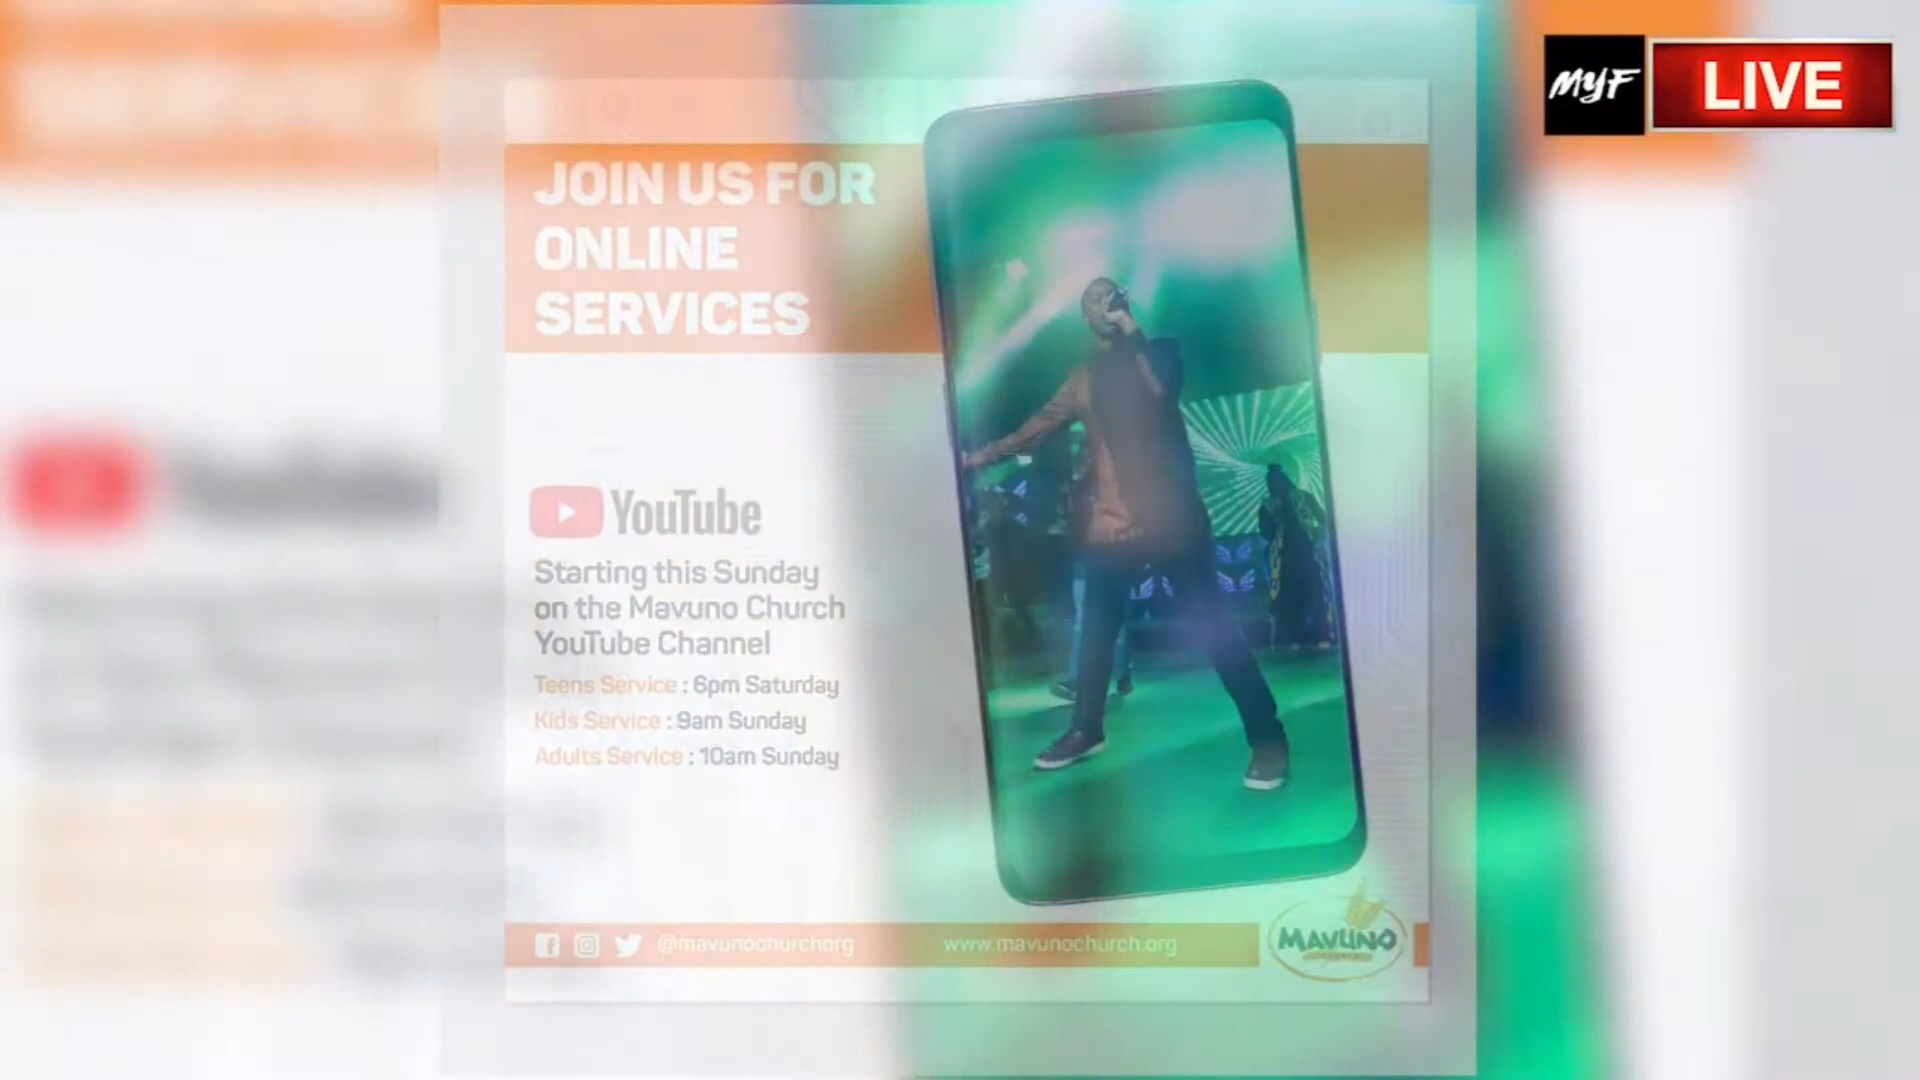 MYF LIVE
JOIN US FOR
ONLINE
SERVICES
YouTube
Starting this Sunday
on the Mavuno Church
YouTube Channel
Teens Service : 6pm Saturday
Kids Service : 9am Sunday
Adults Service : 10am Sunday
@mavunochurchorg www.mavunochurch.org
MAVUNO